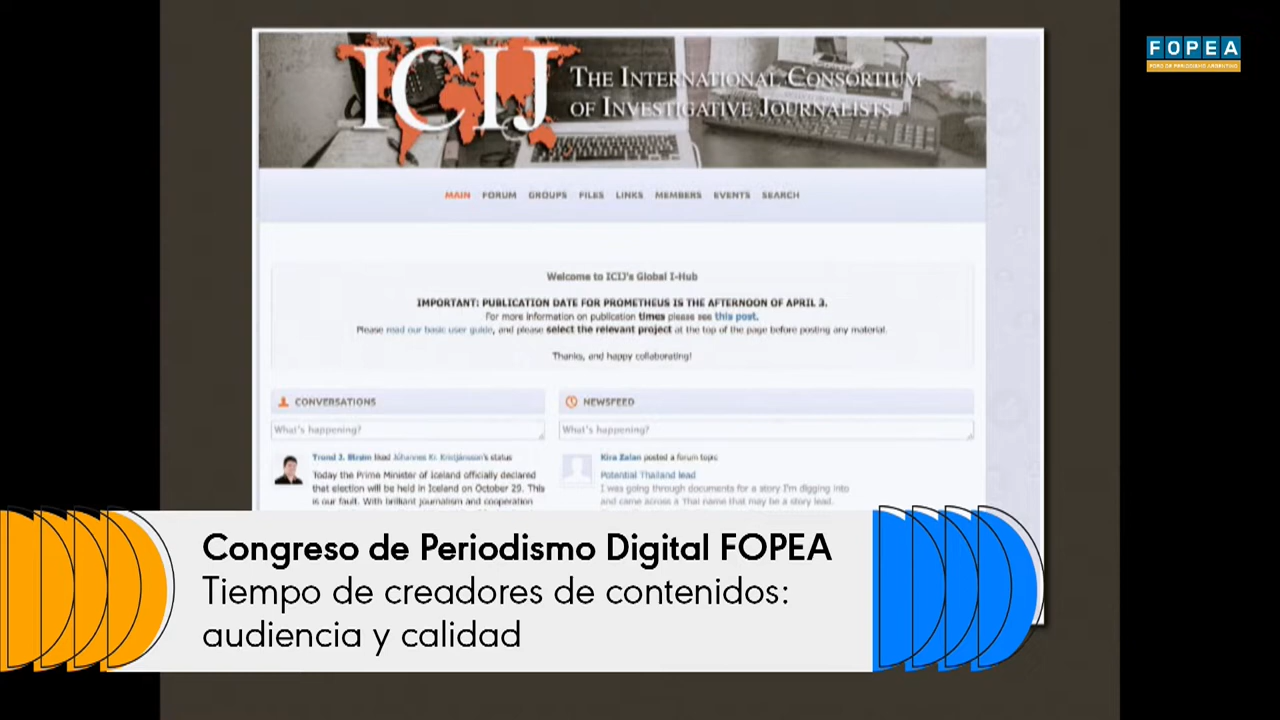 FOPEA
FORO DE PERIODISMO ARGENTINO
ICIJ
THE INTERNATIONAL CONSORTIUM
OF INVESTIGATIVE JOURNALISTS
MAIN FORUM GROUPS FILES LINKS MEMBERS EVENTS SEARCH
Welcome to ICIJ's Global I-Hub
IMPORTANT: PUBLICATION DATE FOR PROMETHEUS IS THE AFTERNOON OF APRIL 3.
For more information on publication times please see this post.
Please read our basic user guide, and please select the relevant project at the top of the page before posting any material.
Thanks, and happy collaborating!
CONVERSATIONS
What's happening?
Today the Prime Minister of Iceland officially declared
that election will be held in Iceland on October 29. This
is our fault. With brilliant journalism and cooperation
NEWSFEED
What's happening?
Kira Zalan posted a forum topic
Potential Thailand lead
I was going through documents for a story I'm digging into
and came across a Thai name that may be a story lead.
Congreso de Periodismo Digital FOPEA
Tiempo de creadores de contenidos:
audiencia y calidad